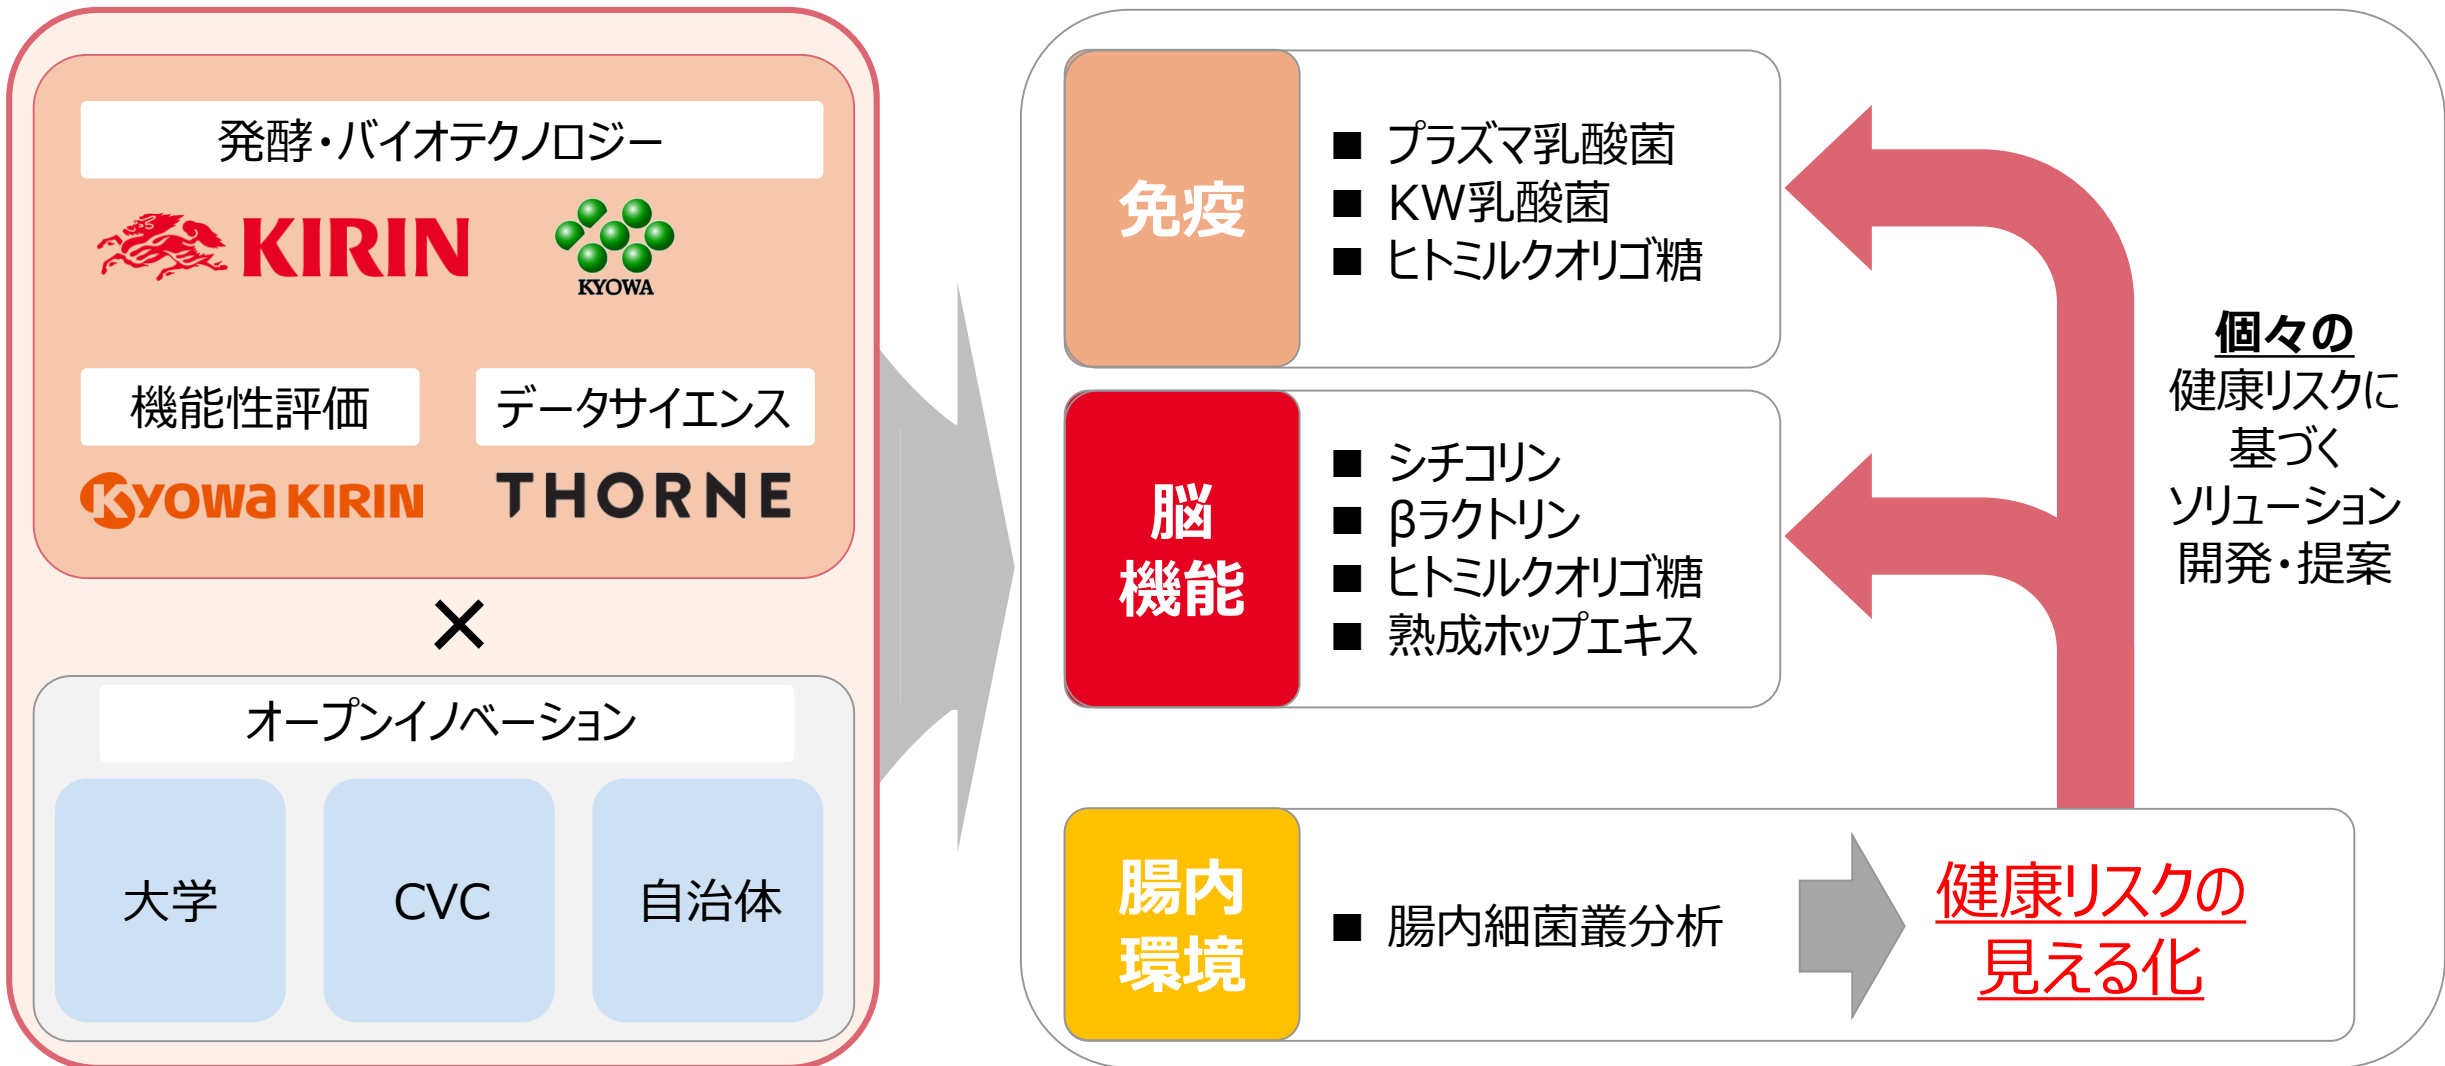 発酵・バイオテクノロジー
KIRIN
KYOWA
機能性評価
データサイエンス
KYOWA KIRIN
THORNE
×
オープンイノベーション
大学
CVC
自治体
免疫
■ プラズマ乳酸菌
■ KW乳酸菌
■ ヒトミルクオリゴ糖
脳
機能
■ シチコリン
■ βラクトリン
■ ヒトミルクオリゴ糖
■ 熟成ホップエキス
個々の
健康リスクに
基づく
ソリューション
開発・提案
腸内
環境
■ 腸内細菌叢分析
健康リスクの
見える化